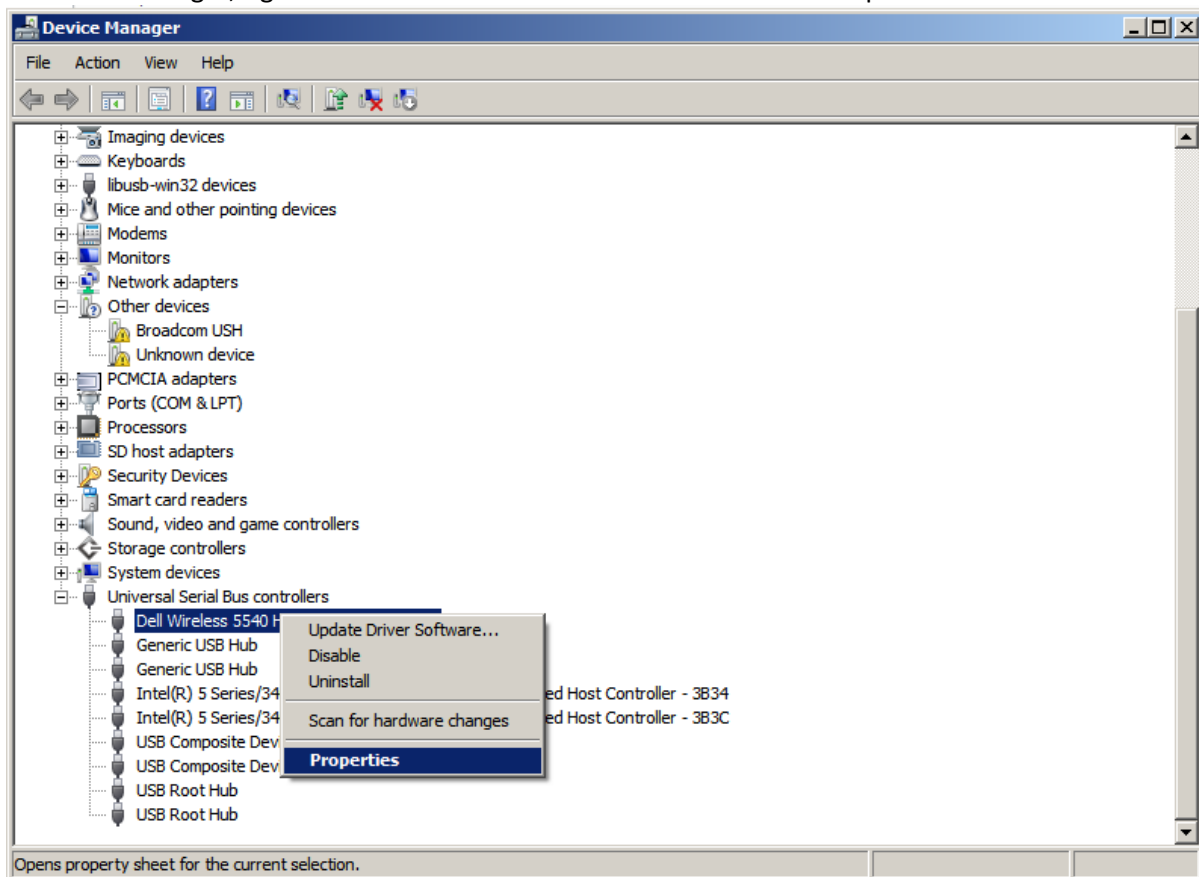 Device Manager
File Action View Help
Imaging devices
Keyboards
libusb-win32 devices
Mice and other pointing devices
Modems
Monitors
Network adapters
Other devices
Broadcom USH
Unknown device
PCMCIA adapters
Ports (COM & LPT)
Processors
SD host adapters
Security Devices
Smart card readers
Sound, video and game controllers
Storage controllers
System devices
Universal Serial Bus controllers
Dell Wireless 5540 H
Generic USB Hub
Generic USB Hub
Intel(R) 5 Series/34 ed Host Controller - 3B34
Intel(R) 5 Series/34 ed Host Controller - 3B3C
USB Composite Dev
USB Composite Dev
USB Root Hub
USB Root Hub
Update Driver Software...
Disable
Uninstall
Scan for hardware changes
Properties
Opens property sheet for the current selection.